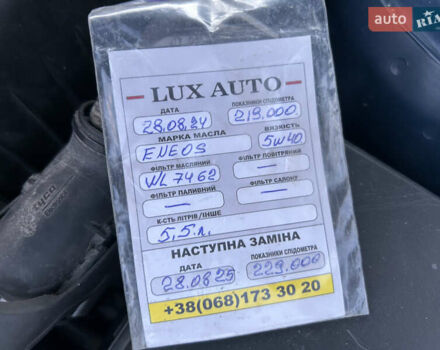 auto RIA
LUX AUTO
ДАТА ПОКАЗНИКИ СПІДОМЕТРА
28.08.24 219.000
МАРКА МАСЛА ВЯЗКІСТЬ
ENEOS 5w40
ФІЛЬТР МАСЛЯНИЙ ФІЛЬТР ПОВІТРЯНИЙ
WL 7462 —
ФІЛЬТР ПАЛИВНИЙ ФІЛЬТР САЛОНУ
— —
К-СТЬ ЛІТРІВ/ІНШЕ
5,5 л.
НАСТУПНА ЗАМІНА
ДАТА ПОКАЗНИКИ СПІДОМЕТРА
28.08.25 229.000
+38(068)173 30 20